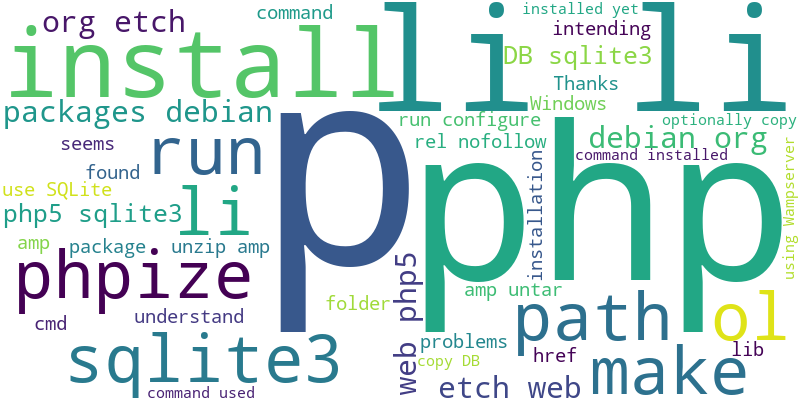 org etch
command
installed yet
intending
install
li li
DB sqlite3
Thanks
Windows
packages debian
run configure
optionally copy
seems
run
rel nofollow
debian org
command installed
found
use SQLite
li
p
php
installation
using Wampserver
php5 sqlite3
amp
package
unzip amp
phpize
web php5
folder
amp untar
path
ol
cmd
understand
sqlite3
problems
href
lib
copy DB
make
command used
etch web